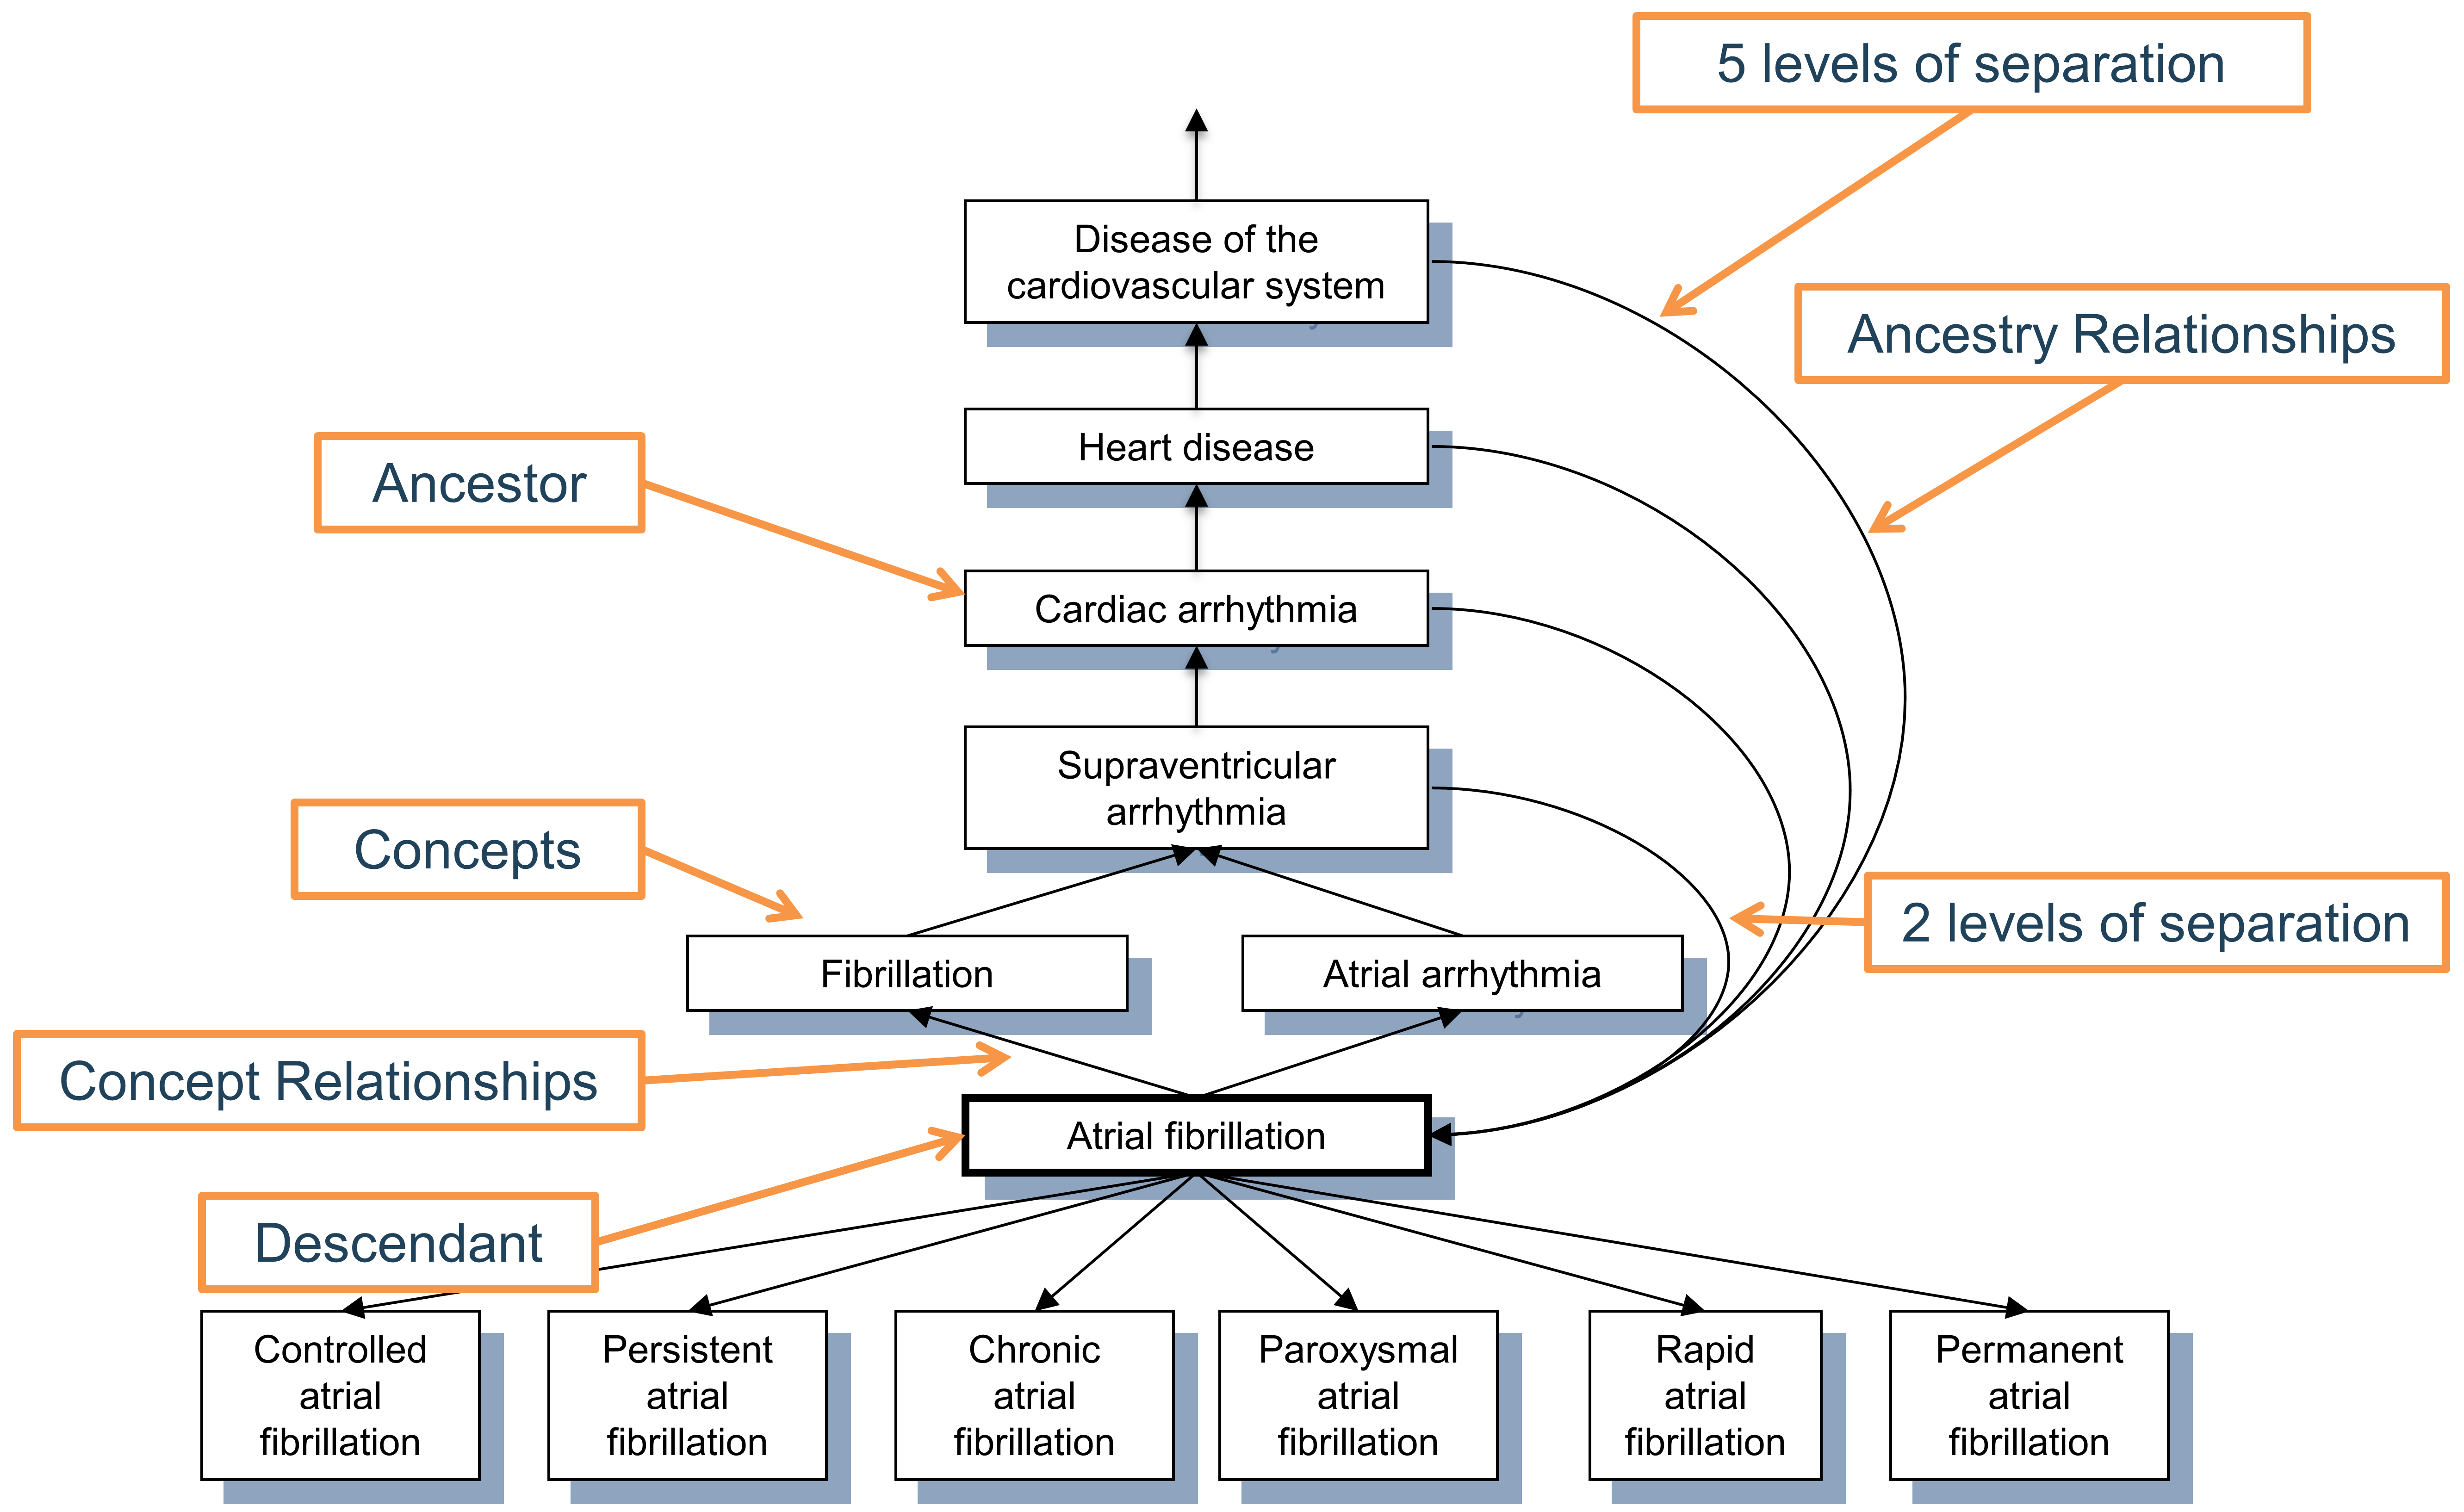 5 levels of separation
Disease of the
cardiovascular system
Ancestry Relationships
Heart disease
Ancestor
Cardiac arrhythmia
Supraventricular
arrhythmia
Concepts
2 levels of separation
Fibrillation
Atrial arrhythmia
Concept Relationships
Atrial fibrillation
Descendant
Controlled
atrial
fibrillation
Persistent
atrial
fibrillation
Chronic
atrial
fibrillation
Paroxysmal
atrial
fibrillation
Rapid
atrial
fibrillation
Permanent
atrial
fibrillation